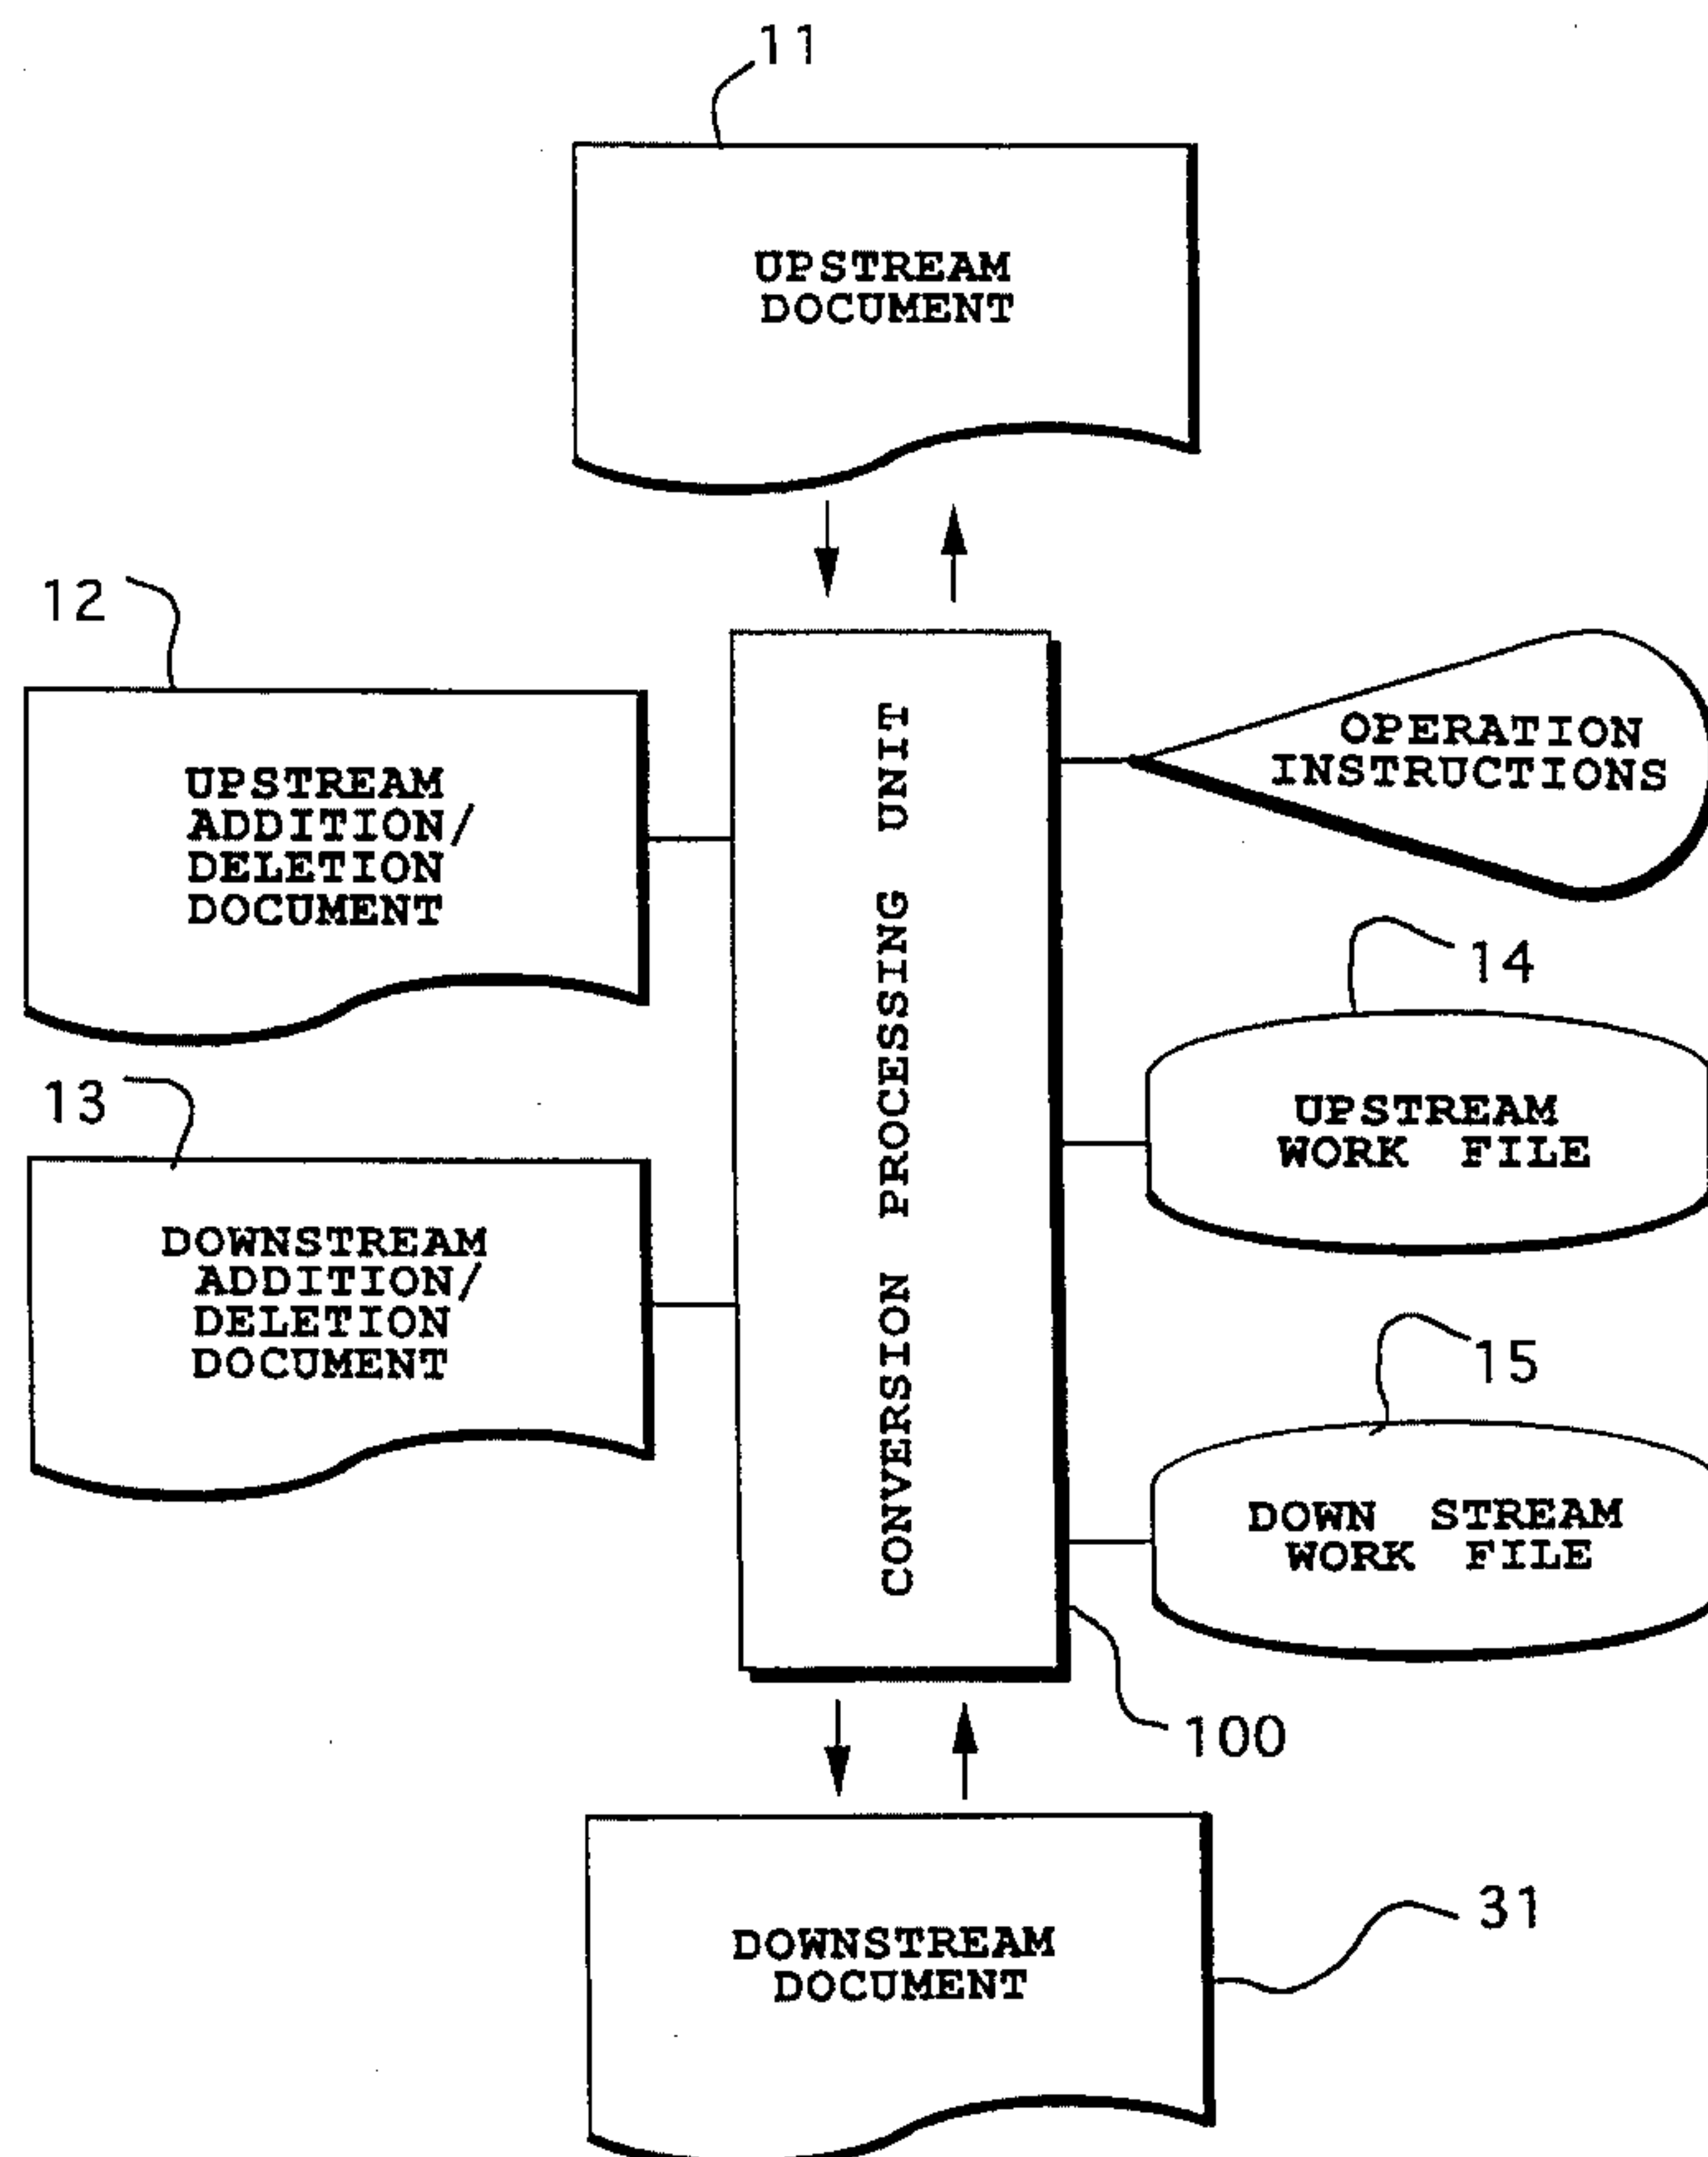 11
UPSTREAM
DOCUMENT
12
UPSTREAM
ADDITION/
DELETION
DOCUMENT
OPERATION
INSTRUCTIONS
CONVERSION PROCESSING UNIT
14
UPSTREAM
WORK FILE
13
DOWNSTREAM
ADDITION/
DELETION
DOCUMENT
15
DOWN STREAM
WORK FILE
100
31
DOWNSTREAM
DOCUMENT